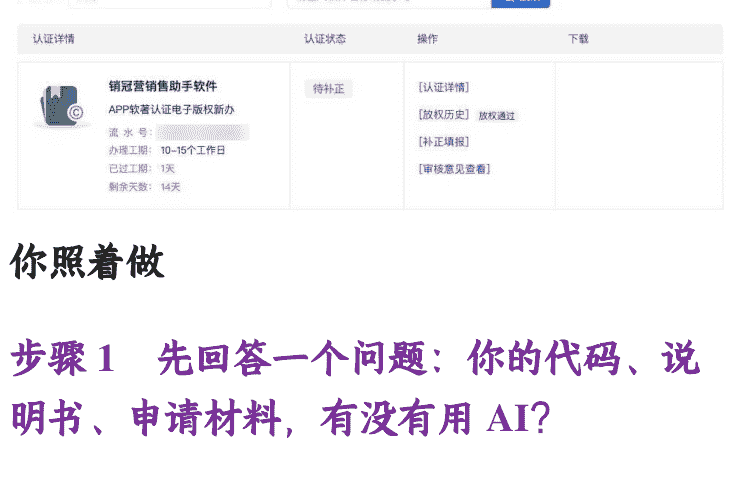 认证详情 认证状态 操作 下载
销冠营销售助手软件
APP软著认证电子版权新办
流 水 号：
办理工期： 10-15个工作日
已过工期： 1天
剩余天数： 14天
待补正
[认证详情]
[放权历史] 放权通过
[补正填报]
[审核意见查看]
你照着做
步骤 1 先回答一个问题：你的代码、说
明书、申请材料，有没有用 AI？